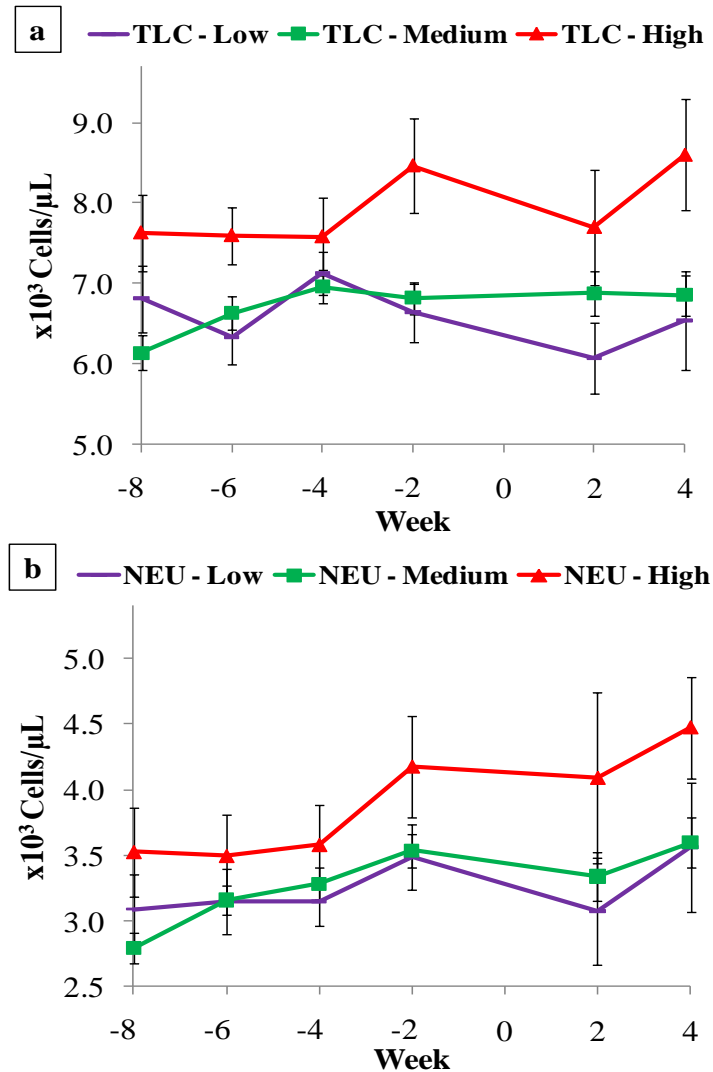 a TLC - Low TLC - Medium TLC - High
9.0
8.0
7.0
6.0
5.0
x10³ Cells/µL
-8 -6 -4 -2 0 2 4
Week
b NEU - Low NEU - Medium NEU - High
5.0
4.5
4.0
3.5
3.0
2.5
x10³ Cells/µL
-8 -6 -4 -2 0 2 4
Week